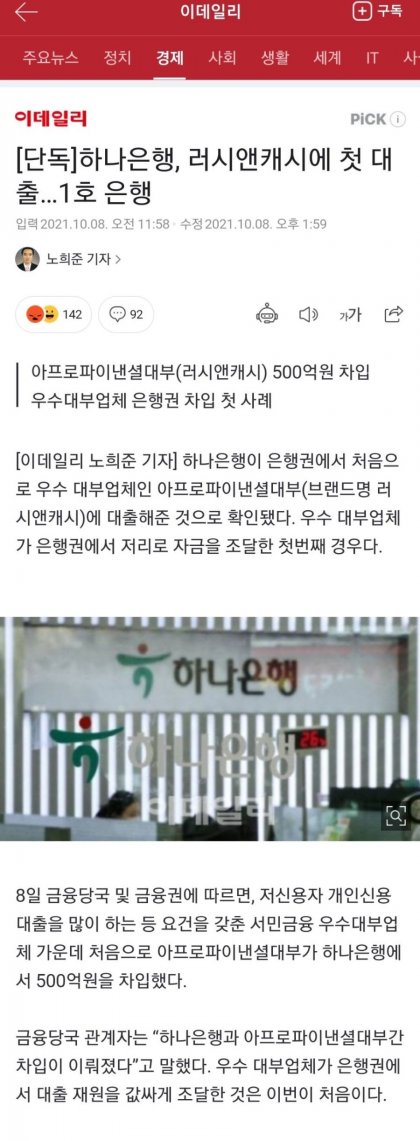 이데일리
구독
주요뉴스 정치 경제 사회 생활 세계 IT 사
이데일리
PiCK
[단독]하나은행, 러시앤캐시에 첫 대
출...1호 은행
입력 2021.10.08. 오전 11:58 · 수정 2021.10.08. 오후 1:59
노희준 기자
142
92
가가
아프로파이낸셜대부(러시앤캐시) 500억원 차입
우수대부업체 은행권 차입 첫 사례
[이데일리 노희준 기자] 하나은행이 은행권에서 처음으
로 우수 대부업체인 아프로파이낸셜대부(브랜드명 러
시앤캐시)에 대출해준 것으로 확인됐다. 우수 대부업체
가 은행권에서 저리로 자금을 조달한 첫번째 경우다.
하나은행
하나은행
26
이데일리
8일 금융당국 및 금융권에 따르면, 저신용자 개인신용
대출을 많이 하는 등 요건을 갖춘 서민금융 우수대부업
체 가운데 처음으로 아프로파이낸셜대부가 하나은행에
서 500억원을 차입했다.
금융당국 관계자는 “하나은행과 아프로파이낸셜대부간
차입이 이뤄졌다”고 말했다. 우수 대부업체가 은행권에
서 대출 재원을 값싸게 조달한 것은 이번이 처음이다.